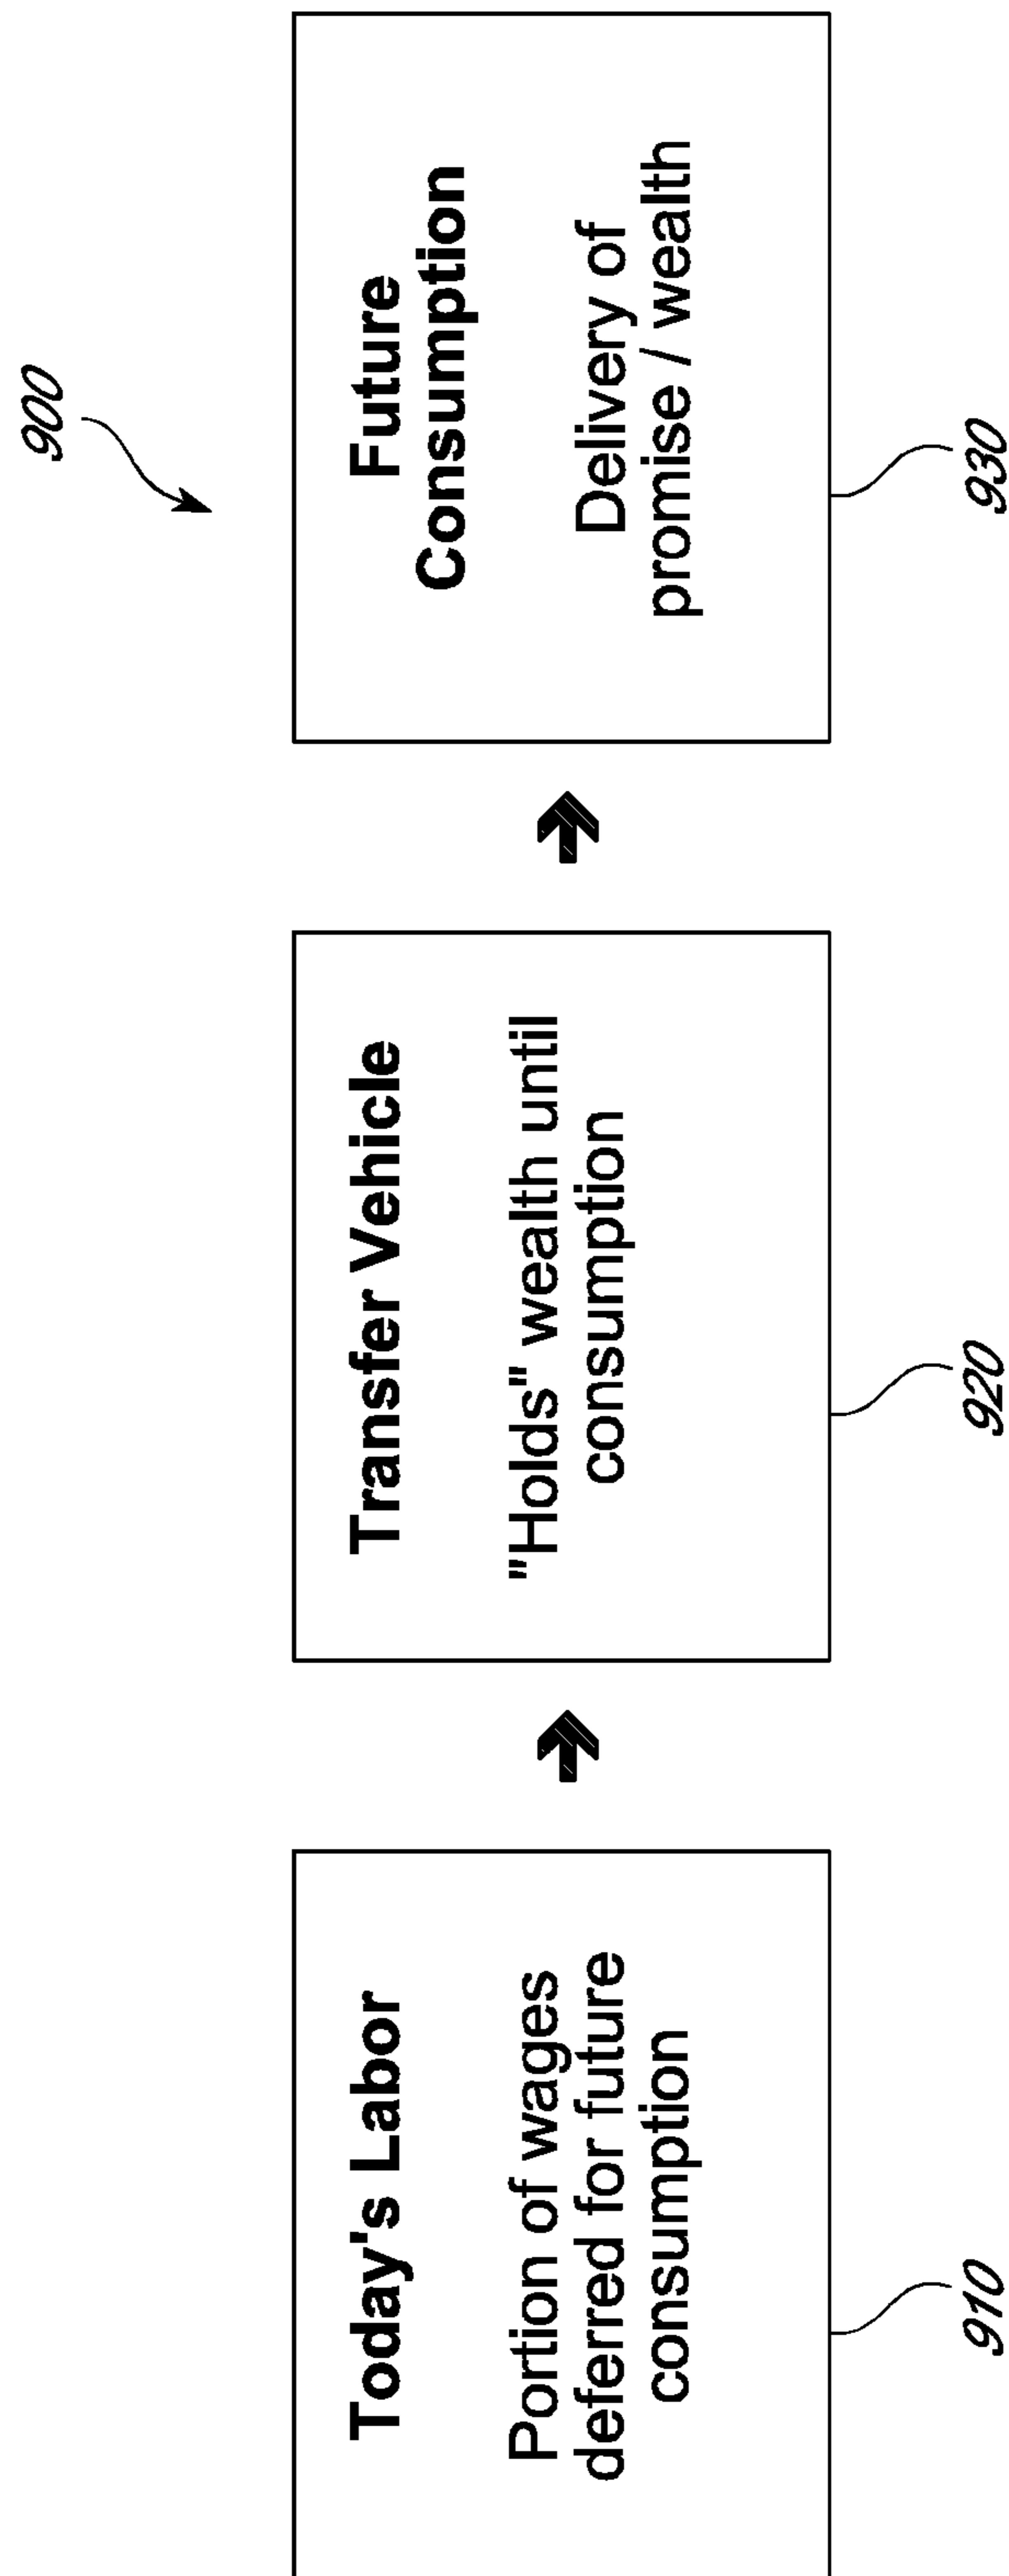 900
Today's Labor
Portion of wages
deferred for future
consumption
910
Transfer Vehicle
"Holds" wealth until
consumption
920
Future
Consumption
Delivery of
promise / wealth
930